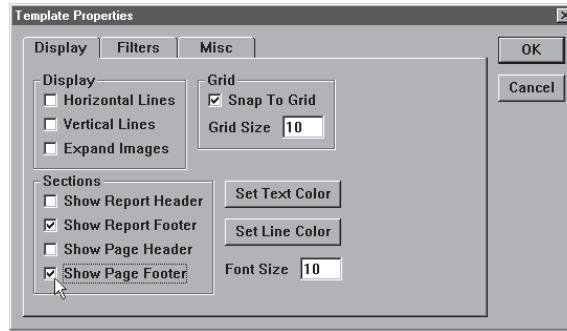 Template Properties
Display Filters Misc
OK
Cancel
Display
Horizontal Lines
Vertical Lines
Expand Images
Grid
Snap To Grid
Grid Size 10
Sections
Show Report Header
Show Report Footer
Show Page Header
Show Page Footer
Set Text Color
Set Line Color
Font Size 10